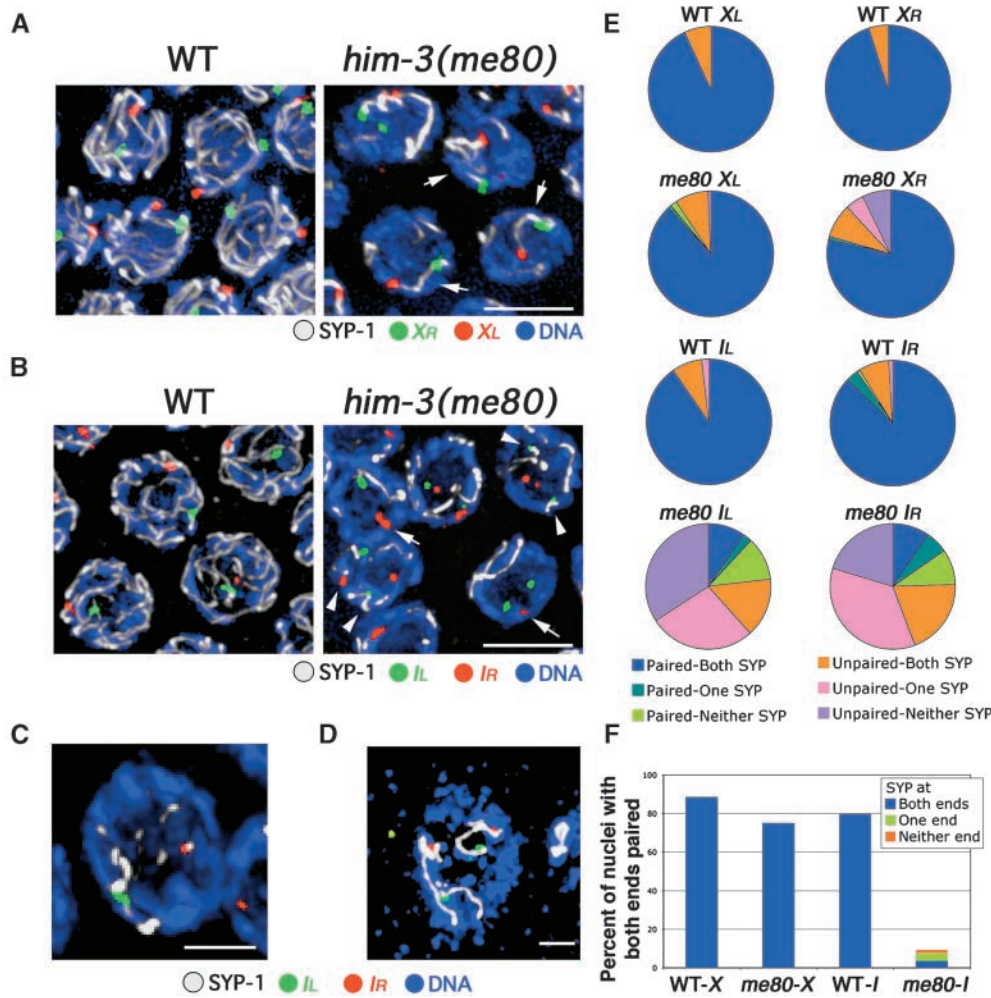 A
WT
him-3(me80)
SYP-1 XR XL DNA
B
WT
him-3(me80)
SYP-1 IL IR DNA
C
D
SYP-1 IL IR DNA
E
WT XL
WT XR
me80 XL
me80 XR
WT IL
WT IR
me80 IL
me80 IR
Paired-Both SYP
Paired-One SYP
Paired-Neither SYP
Unpaired-Both SYP
Unpaired-One SYP
Unpaired-Neither SYP
F
Percent of nuclei with
both ends paired
100
80
60
40
20
0
SYP at
Both ends
One end
Neither end
WT-X me80-X WT-I me80-I